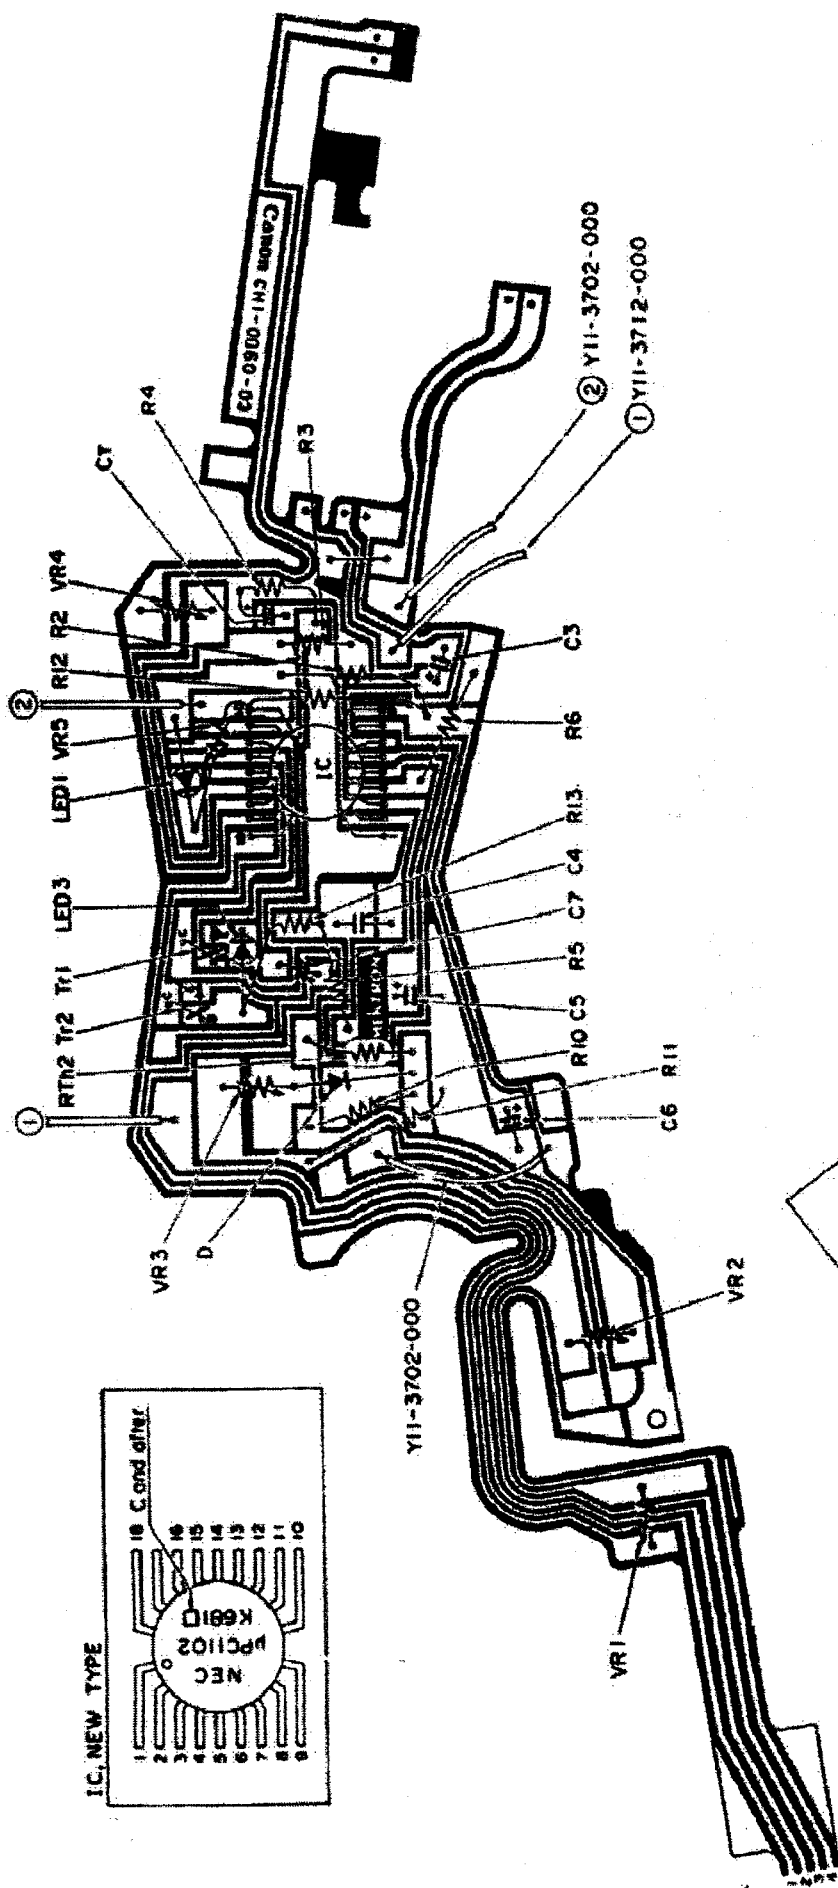 Canon CH1-0060-03
R4
CT
VR4
R2
R12
VR5
LED1
②
R3
② Y11-3702-000
① Y11-3712-000
IC
C3
R6
R13
C4
C7
R5
C5
R10
R11
C6
LED3
Tr1
Tr2
RTh2
①
VR3
D
Y11-3702-000
VR2
VR1
I.C. NEW TYPE
C and after
NEC
μPC1102
K681
1
2
3
4
5
6
7
8
9
18
16
15
14
13
12
11
10